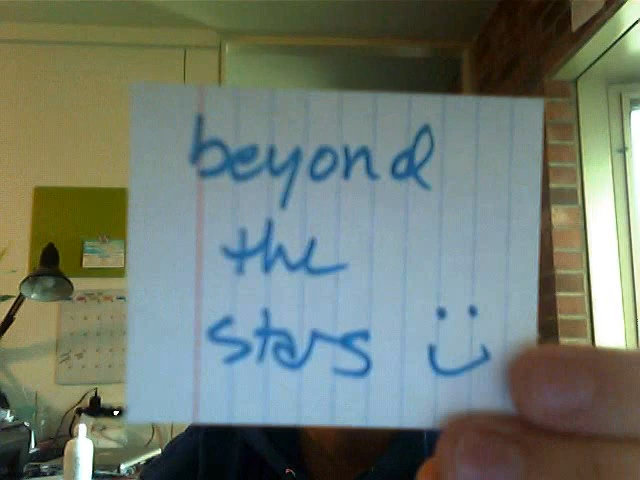 beyond
the
stars :)